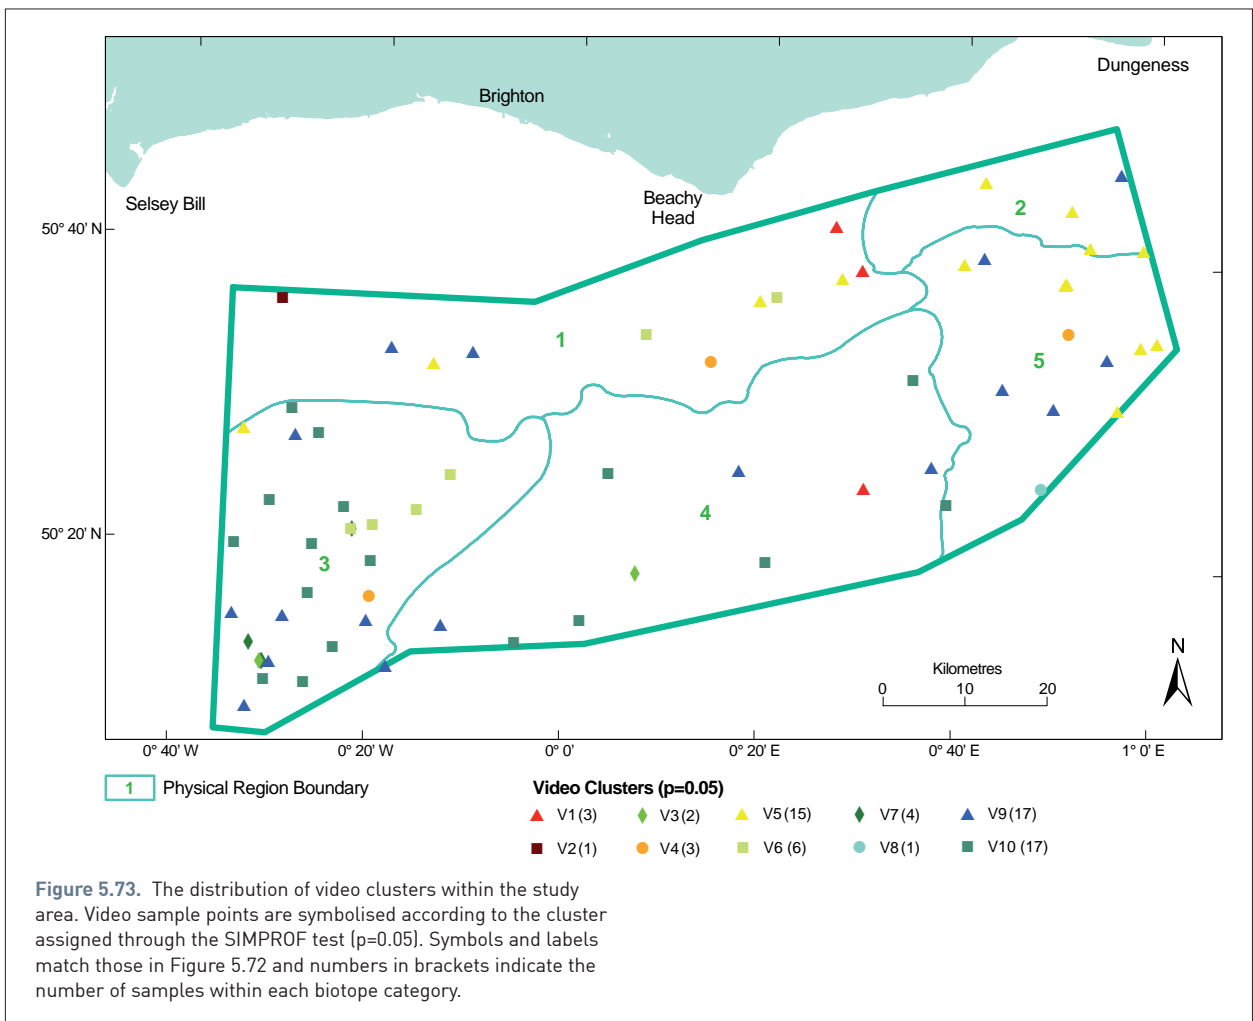 Dungeness
Brighton
Selsey Bill
Beachy
Head
50° 40' N
50° 20' N
1
2
3
4
5
N
Kilometres
0 10 20
0° 40' W 0° 20' W 0° 0' 0° 20' E 0° 40' E 1° 0' E
1 Physical Region Boundary
Video Clusters (p=0.05)
V1 (3) V3 (2) V5 (15) V7 (4) V9 (17)
V2 (1) V4 (3) V6 (6) V8 (1) V10 (17)
Figure 5.73. The distribution of video clusters within the study
area. Video sample points are symbolised according to the cluster
assigned through the SIMPROF test (p=0.05). Symbols and labels
match those in Figure 5.72 and numbers in brackets indicate the
number of samples within each biotope category.